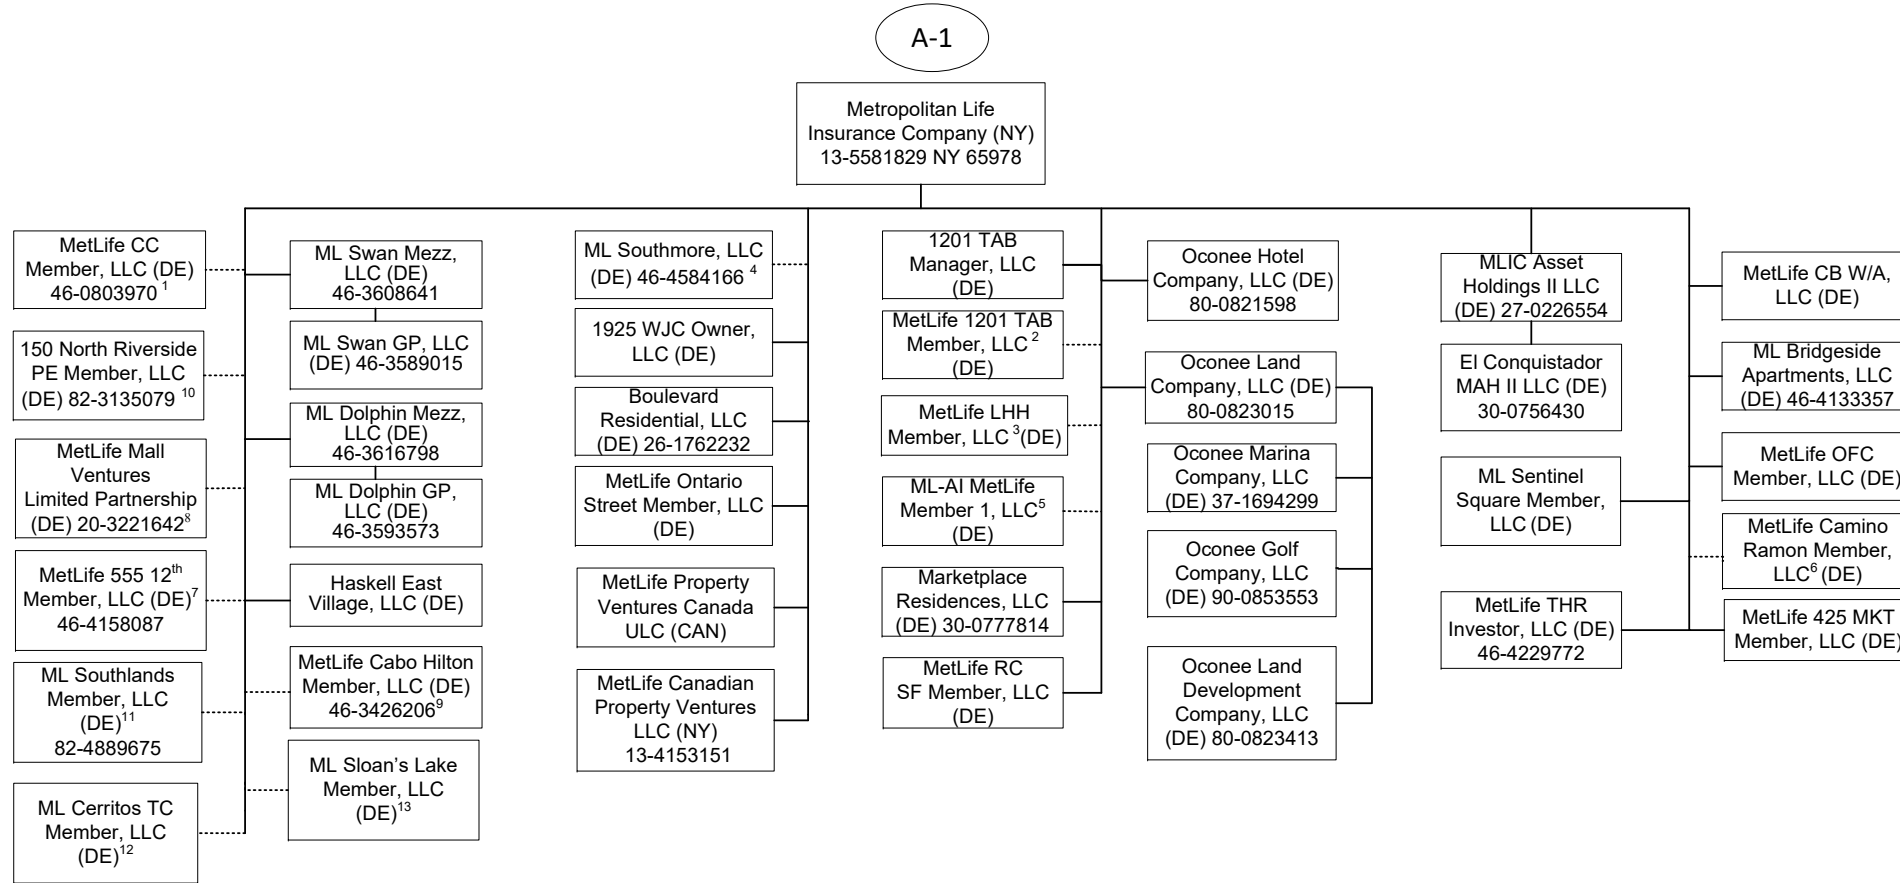 A-1
Metropolitan Life
Insurance Company (NY)
13-5581829 NY 65978
MetLife CC
Member, LLC (DE)
46-0803970 1
150 North Riverside
PE Member, LLC
(DE) 82-3135079 10
MetLife Mall
Ventures
Limited Partnership
(DE) 20-3221642 8
MetLife 555 12th
Member, LLC (DE)7
46-4158087
ML Southlands
Member, LLC
(DE)11
82-4889675
ML Cerritos TC
Member, LLC
(DE)12
ML Swan Mezz,
LLC (DE)
46-3608641
ML Swan GP, LLC
(DE) 46-3589015
ML Dolphin Mezz,
LLC (DE)
46-3616798
ML Dolphin GP,
LLC (DE)
46-3593573
Haskell East
Village, LLC (DE)
MetLife Cabo Hilton
Member, LLC (DE)
46-3426206 9
ML Sloan's Lake
Member, LLC
(DE)13
ML Southmore, LLC
(DE) 46-4584166 4
1925 WJC Owner,
LLC (DE)
Boulevard
Residential, LLC
(DE) 26-1762232
MetLife Ontario
Street Member, LLC
(DE)
MetLife Property
Ventures Canada
ULC (CAN)
MetLife Canadian
Property Ventures
LLC (NY)
13-4153151
1201 TAB
Manager, LLC
(DE)
MetLife 1201 TAB
Member, LLC 2
(DE)
MetLife LHH
Member, LLC 3(DE)
ML-AI MetLife
Member 1, LLC5
(DE)
Marketplace
Residences, LLC
(DE) 30-0777814
MetLife RC
SF Member, LLC
(DE)
Oconee Hotel
Company, LLC (DE)
80-0821598
Oconee Land
Company, LLC (DE)
80-0823015
Oconee Marina
Company, LLC
(DE) 37-1694299
Oconee Golf
Company, LLC
(DE) 90-0853553
Oconee Land
Development
Company, LLC
(DE) 80-0823413
MLIC Asset
Holdings II LLC
(DE) 27-0226554
El Conquistador
MAH II LLC (DE)
30-0756430
ML Sentinel
Square Member,
LLC (DE)
MetLife THR
Investor, LLC (DE)
46-4229772
MetLife CB W/A,
LLC (DE)
ML Bridgeside
Apartments, LLC
(DE) 46-4133357
MetLife OFC
Member, LLC (DE)
MetLife Camino
Ramon Member,
LLC6 (DE)
MetLife 425 MKT
Member, LLC (DE)